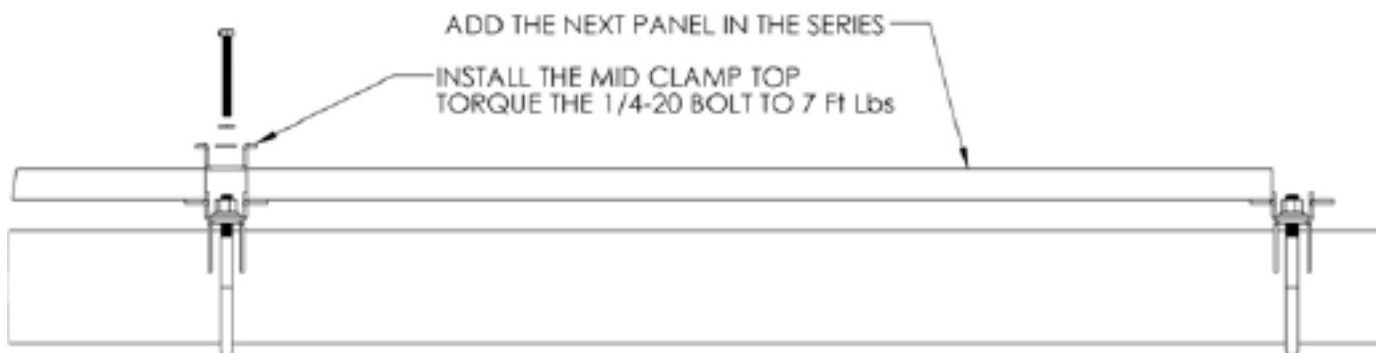 ADD THE NEXT PANEL IN THE SERIES
INSTALL THE MID CLAMP TOP
TORQUE THE 1/4-20 BOLT TO 7 Ft Lbs